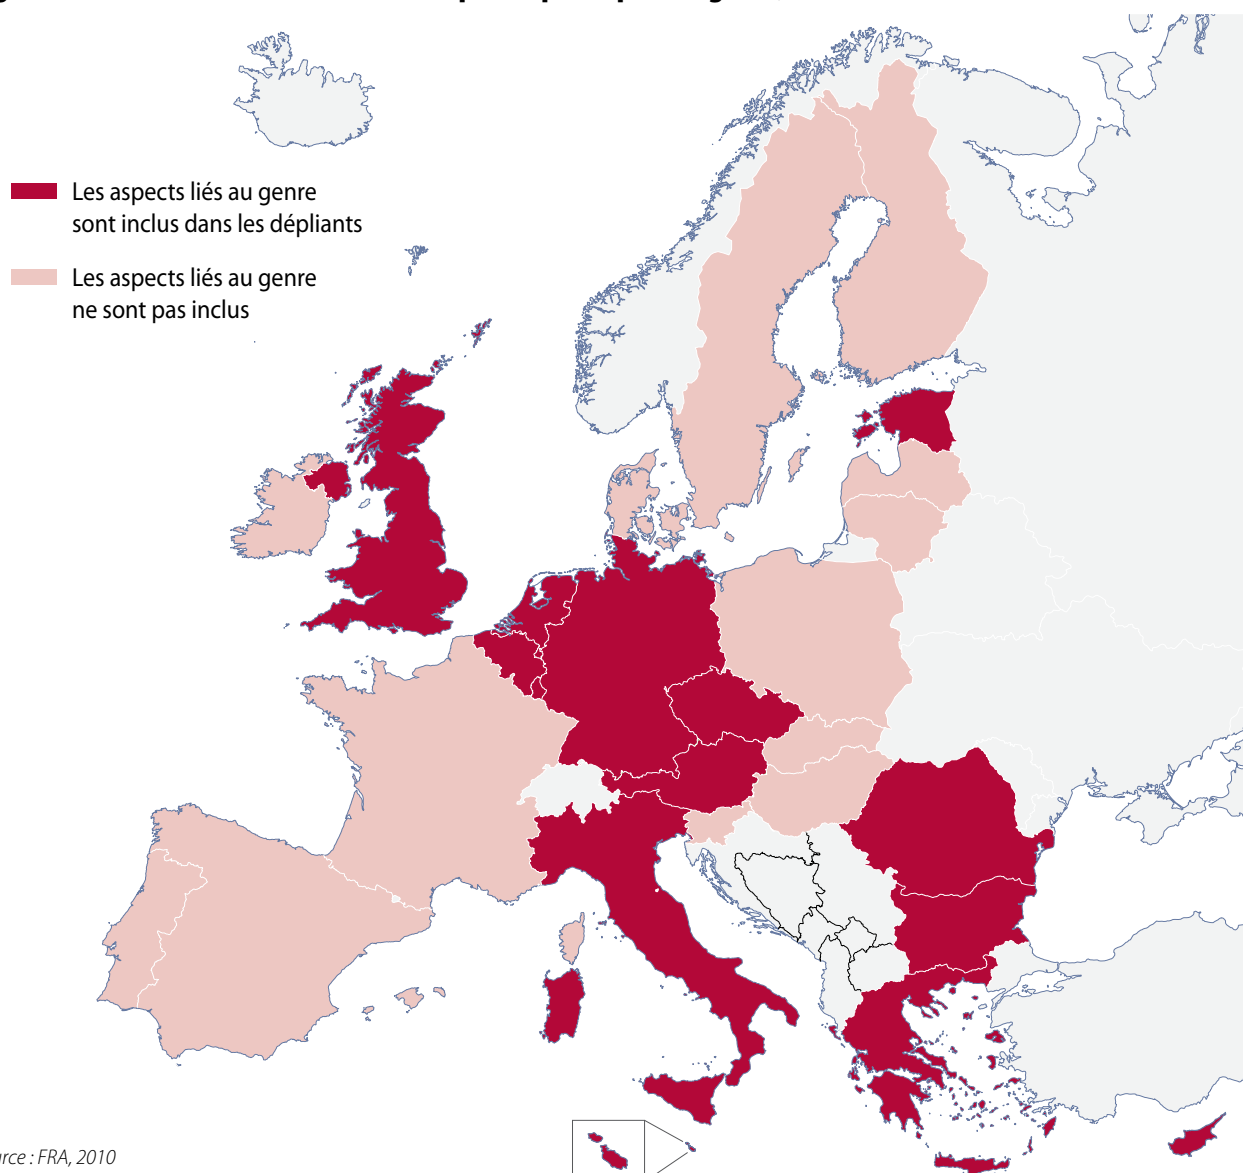 Les aspects liés au genre
sont inclus dans les dépliants
Les aspects liés au genre
ne sont pas inclus
rce : FRA, 2010